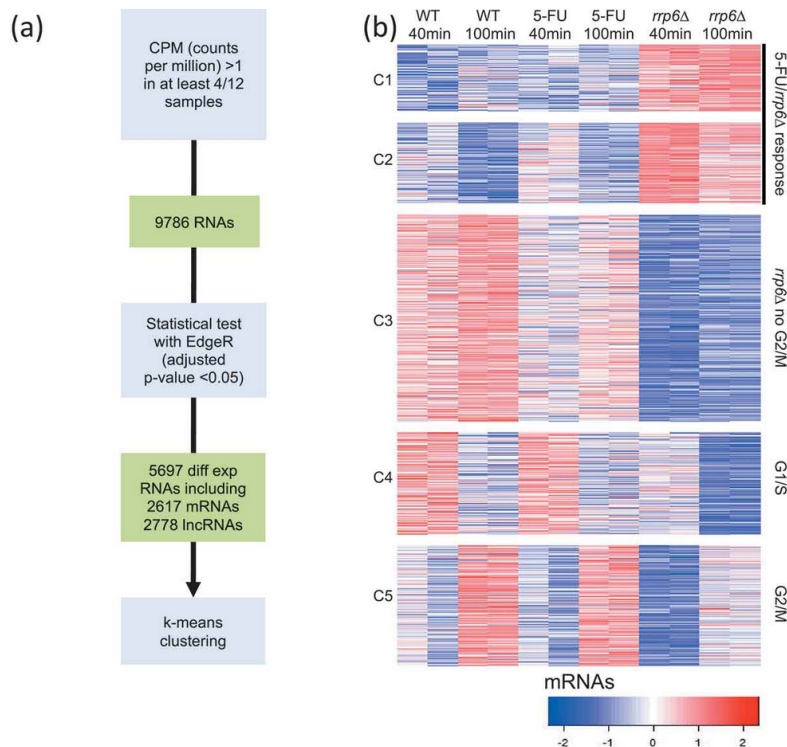 (a)
CPM (counts
per million) >1
in at least 4/12
samples
9786 RNAs
Statistical test
with EdgeR
(adjusted
p-value <0.05)
5697 diff exp
RNAs including
2617 mRNAs
2778 lncRNAs
k-means
clustering
(b)
WT WT 5-FU 5-FU rrp6Δ rrp6Δ
40min 100min 40min 100min 40min 100min
C1
C2
C3
C4
C5
5-FU/rrp6Δ response
rrp6Δ no G2/M
G1/S
G2/M
mRNAs
-2 -1 0 1 2